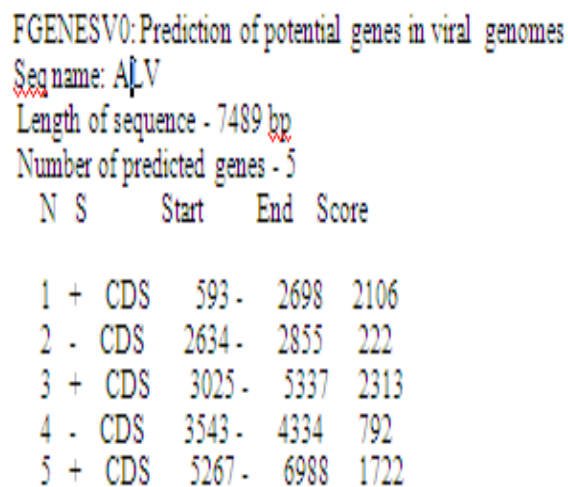 FGENESV0: Prediction of potential genes in viral genomes
Seq name: ALV
Length of sequence - 7489 bp
Number of predicted genes - 5
N S Start End Score
1 + CDS 593 - 2698 2106
2 - CDS 2634 - 2855 222
3 + CDS 3025 - 5337 2313
4 - CDS 3543 - 4334 792
5 + CDS 5267 - 6988 1722